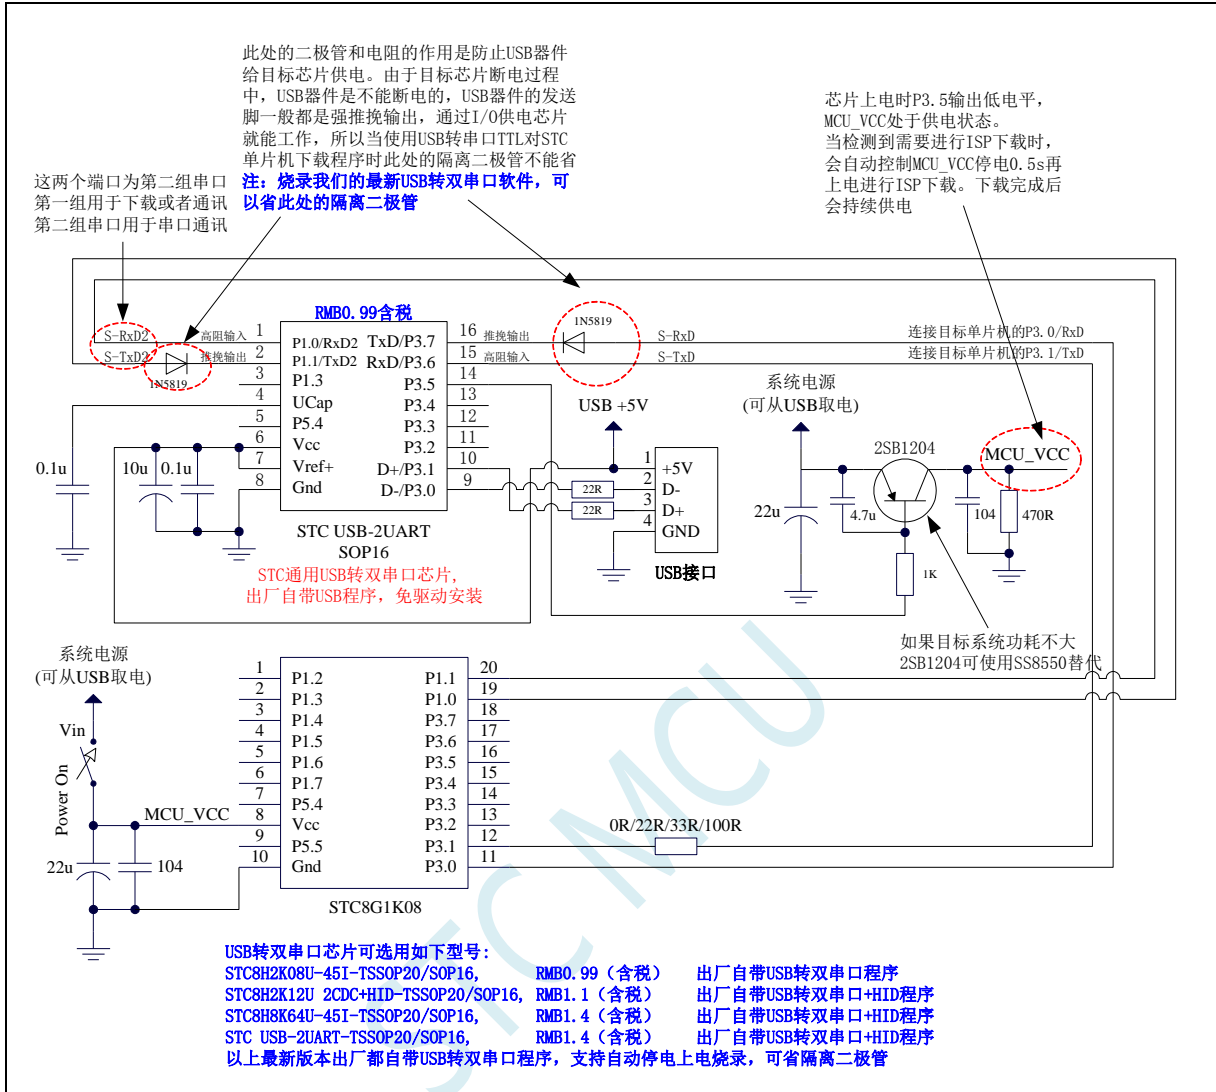 此处的二极管和电阻的作用是防止USB器件
给目标芯片供电。由于目标芯片断电过程
中，USB器件是不能断电的，USB器件的发送
脚一般都是强推挽输出，通过I/O供电芯片
就能工作，所以当使用USB转串口TTL对STC
单片机下载程序时此处的隔离二极管不能省
注：烧录我们的最新USB转双串口软件，可
以省此处的隔离二极管
芯片上电时P3.5输出低电平，
MCU_VCC处于供电状态。
当检测到需要进行ISP下载时，
会自动控制MCU_VCC停电0.5s再
上电进行ISP下载。下载完成后
会持续供电
这两个端口为第二组串口
第一组用于下载或者通讯
第二组串口用于串口通讯
RMB0.99含税
S-RxD2
高阻输入
1
P1.0/RxD2
TxD/P3.7
16
推挽输出
1N5819
S-RxD
连接目标单片机的P3.0/RxD
S-TxD2
1N5819
推挽输出
2
P1.1/TxD2
RxD/P3.6
15
高阻输入
S-TxD
连接目标单片机的P3.1/TxD
3
P1.3
P3.5
14
4
UCap
P3.4
13
5
P5.4
P3.3
12
6
Vcc
P3.2
11
7
Vref+
D+/P3.1
10
8
Gnd
D-/P3.0
9
0.1u
10u
0.1u
STC USB-2UART
SOP16
STC通用USB转双串口芯片，
出厂自带USB程序，免驱动安装
USB +5V
1
+5V
2
D-
3
D+
4
GND
22R
22R
USB接口
系统电源
(可从USB取电)
2SB1204
MCU_VCC
22u
4.7u
104
470R
1K
如果目标系统功耗不大
2SB1204可使用SS8550替代
系统电源
(可从USB取电)
Vin
Power On
MCU_VCC
22u
104
1
P1.2
P1.1
20
2
P1.3
P1.0
19
3
P1.4
P3.7
18
4
P1.5
P3.6
17
5
P1.6
P3.5
16
6
P1.7
P3.4
15
7
P5.4
P3.3
14
8
Vcc
P3.2
13
9
P5.5
P3.1
12
10
Gnd
P3.0
11
0R/22R/33R/100R
STC8G1K08
STC MCU
USB转双串口芯片可选用如下型号:
STC8H2K08U-45I-TSSOP20/SOP16, RMB0.99（含税） 出厂自带USB转双串口程序
STC8H2K12U 2CDC+HID-TSSOP20/SOP16, RMB1.1（含税） 出厂自带USB转双串口+HID程序
STC8H8K64U-45I-TSSOP20/SOP16, RMB1.4（含税） 出厂自带USB转双串口+HID程序
STC USB-2UART-TSSOP20/SOP16, RMB1.4（含税） 出厂自带USB转双串口+HID程序
以上最新版本出厂都自带USB转双串口程序，支持自动停电上电烧录，可省隔离二极管